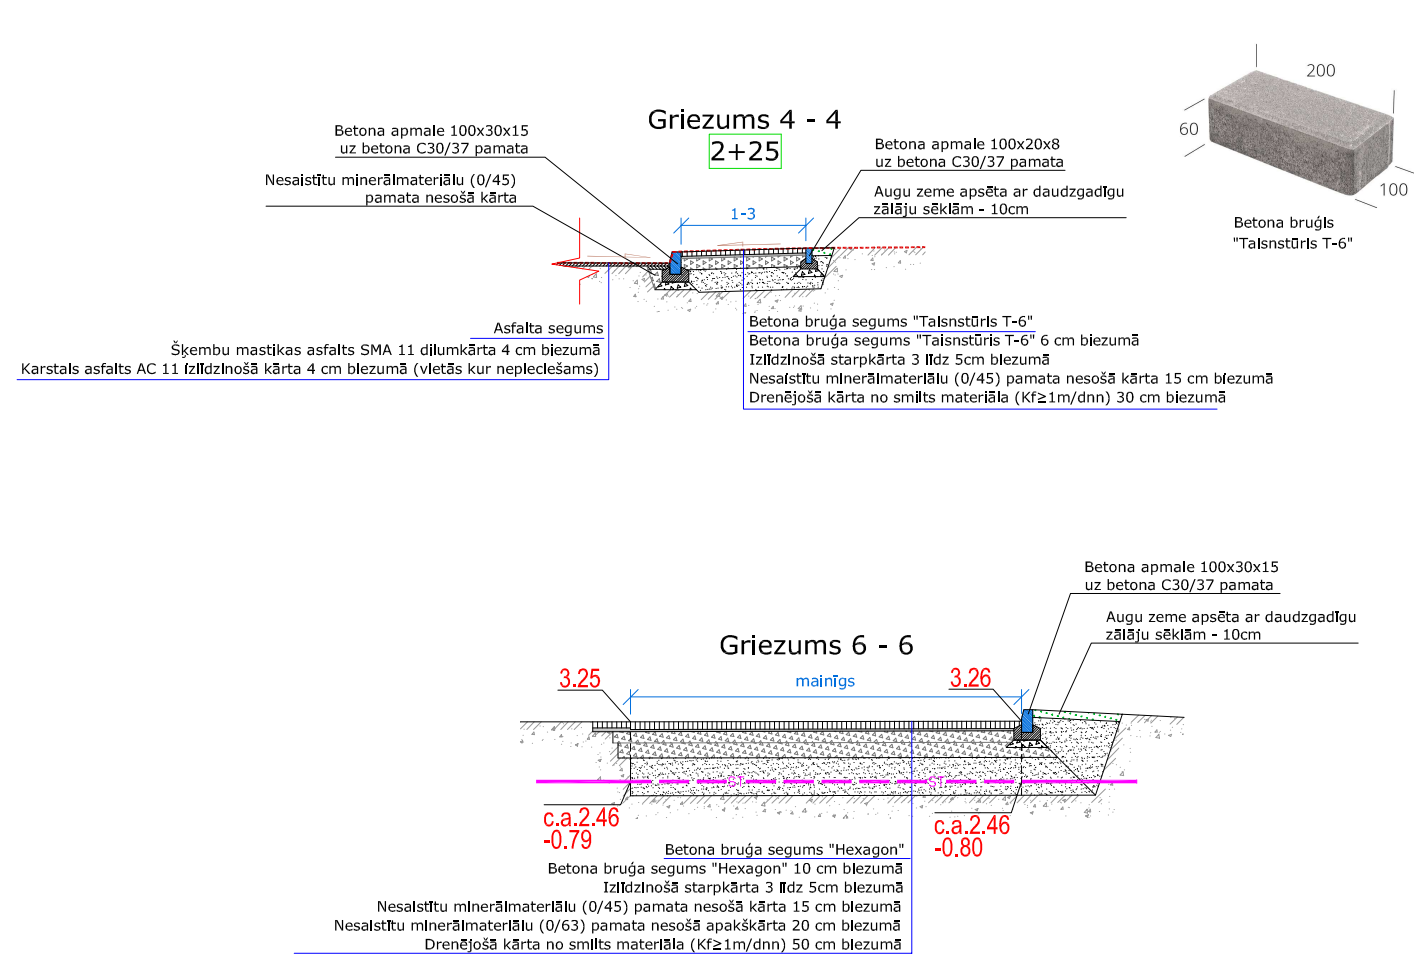 Griezums 4 - 4
2+25
Betona apmale 100x30x15
uz betona C30/37 pamata
Nesaistītu minerālmateriālu (0/45)
pamata nesošā kārta
1-3
Betona apmale 100x20x8
uz betona C30/37 pamata
Augu zeme apsēta ar daudzgadīgu
zālāju sēklām - 10cm
200
60
100
Betona bruģis
"Taisnstūris T-6"
Asfalta segums
Šķembu mastikas asfalts SMA 11 dilumkārta 4 cm biezumā
Karstais asfalts AC 11 izlīdzinošā kārta 4 cm biezumā (vietās kur nepieciešams)
Betona bruģa segums "Taisnstūris T-6"
Betona bruģa segums "Taisnstūris T-6" 6 cm biezumā
Izlīdzinošā starpkārta 3 līdz 5cm biezumā
Nesaistītu minerālmateriālu (0/45) pamata nesošā kārta 15 cm biezumā
Drenējošā kārta no smilts materiāla (Kf≥1m/dnn) 30 cm biezumā
Betona apmale 100x30x15
uz betona C30/37 pamata
Augu zeme apsēta ar daudzgadīgu
zālāju sēklām - 10cm
Griezums 6 - 6
3.25
mainīgs
3.26
ST
ST
c.a.2.46
-0.79
c.a.2.46
-0.80
Betona bruģa segums "Hexagon"
Betona bruģa segums "Hexagon" 10 cm biezumā
Izlīdzinošā starpkārta 3 līdz 5cm biezumā
Nesaistītu minerālmateriālu (0/45) pamata nesošā kārta 15 cm biezumā
Nesaistītu minerālmateriālu (0/63) pamata nesošā apakškārta 20 cm biezumā
Drenējošā kārta no smilts materiāla (Kf≥1m/dnn) 50 cm biezumā